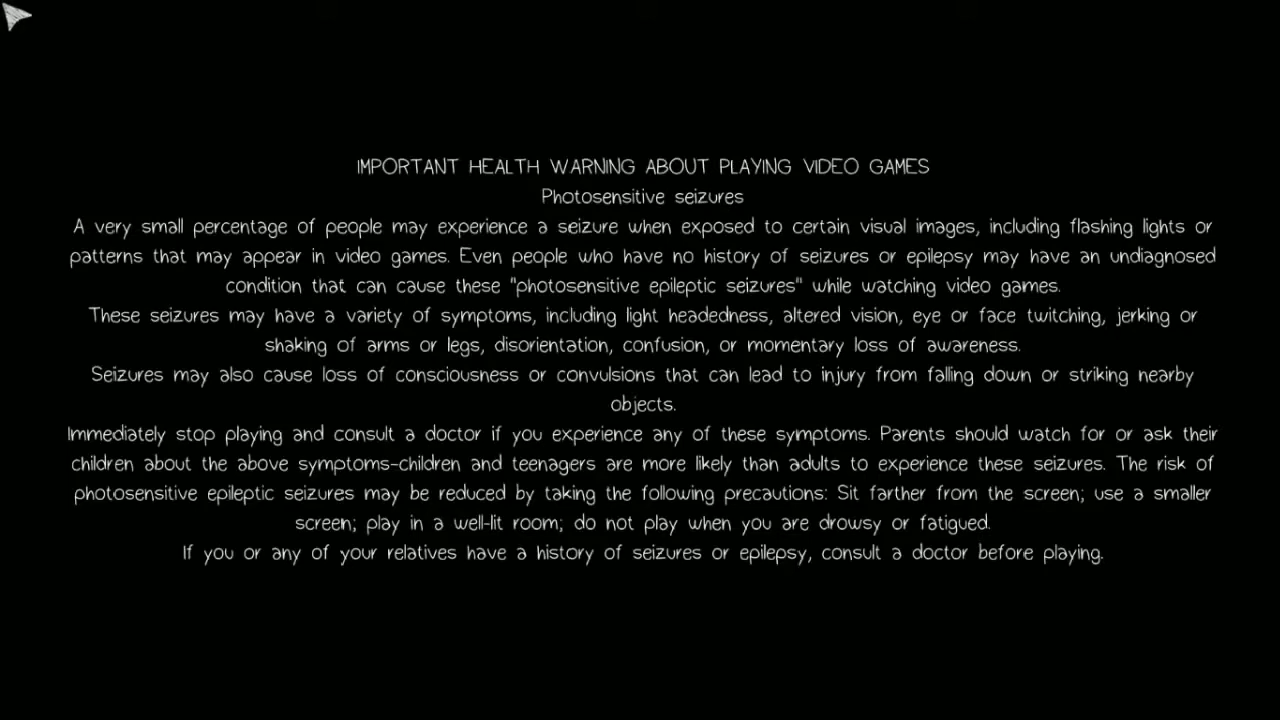 IMPORTANT HEALTH WARNING ABOUT PLAYING VIDEO GAMES
Photosensitive seizures
A very small percentage of people may experience a seizure when exposed to certain visual images, including flashing lights or
patterns that may appear in video games. Even people who have no history of seizures or epilepsy may have an undiagnosed
condition that can cause these "photosensitive epileptic seizures" while watching video games.
These seizures may have a variety of symptoms, including light headedness, altered vision, eye or face twitching, jerking or
shaking of arms or legs, disorientation, confusion, or momentary loss of awareness.
Seizures may also cause loss of consciousness or convulsions that can lead to injury from falling down or striking nearby
objects.
Immediately stop playing and consult a doctor if you experience any of these symptoms. Parents should watch for or ask their
children about the above symptoms-children and teenagers are more likely than adults to experience these seizures. The risk of
photosensitive epileptic seizures may be reduced by taking the following precautions: Sit farther from the screen; use a smaller
screen; play in a well-lit room; do not play when you are drowsy or fatigued.
If you or any of your relatives have a history of seizures or epilepsy, consult a doctor before playing.